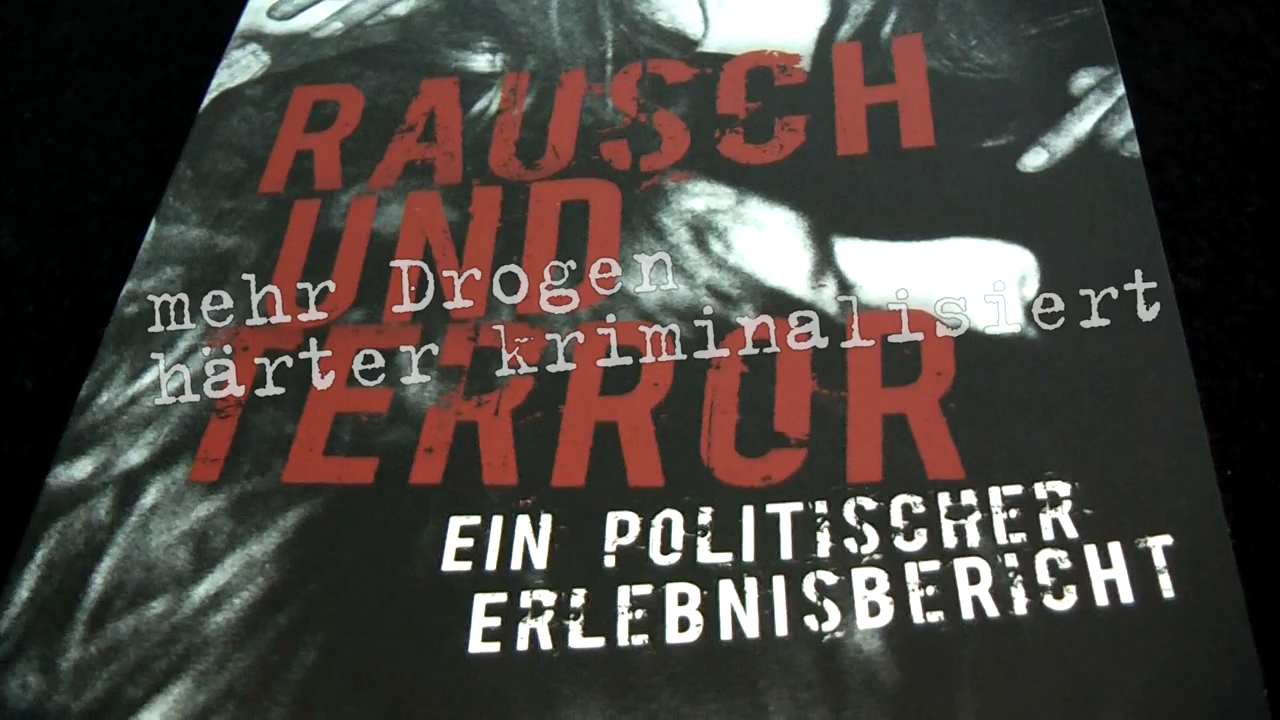 RAUSCH
UND
mehr Drogen
härter kriminalisiert
TERROR
EIN POLITISCHER
ERLEBNISBERICHT